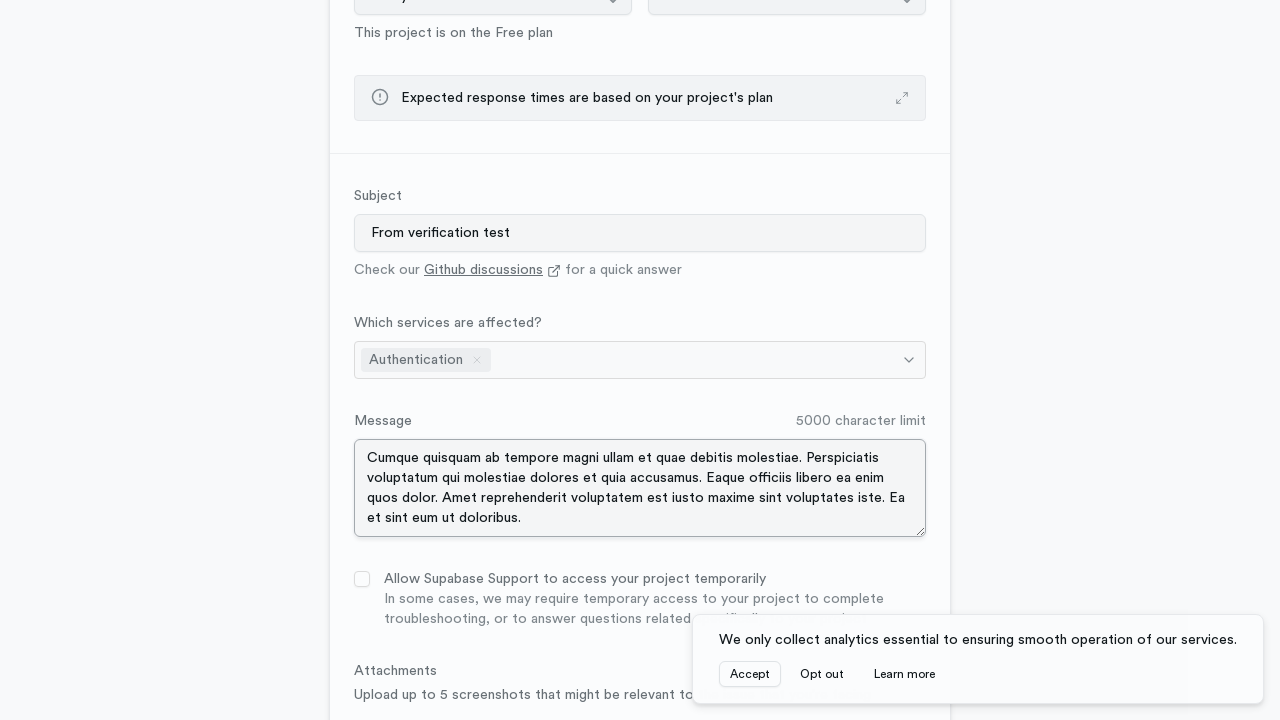 This project is on the Free plan
Expected response times are based on your project's plan
Subject
From verification test
Check our Github discussions for a quick answer
Which services are affected?
Authentication
Message
5000 character limit
Cumque quisquam ab tempore magni ullam et quae debitis molestiae. Perspiciatis
voluptatum qui molestiae dolores et quia accusamus. Eaque officiis libero ea enim
quos dolor. Amet reprehenderit voluptatem est iusto maxime sint voluptates iste. Ea
et sint eum ut doloribus.
Allow Supabase Support to access your project temporarily
In some cases, we may require temporary access to your project to complete
troubleshooting, or to answer questions related
We only collect analytics essential to ensuring smooth operation of our services.
Accept
Opt out
Learn more
Attachments
Upload up to 5 screenshots that might be relevant to